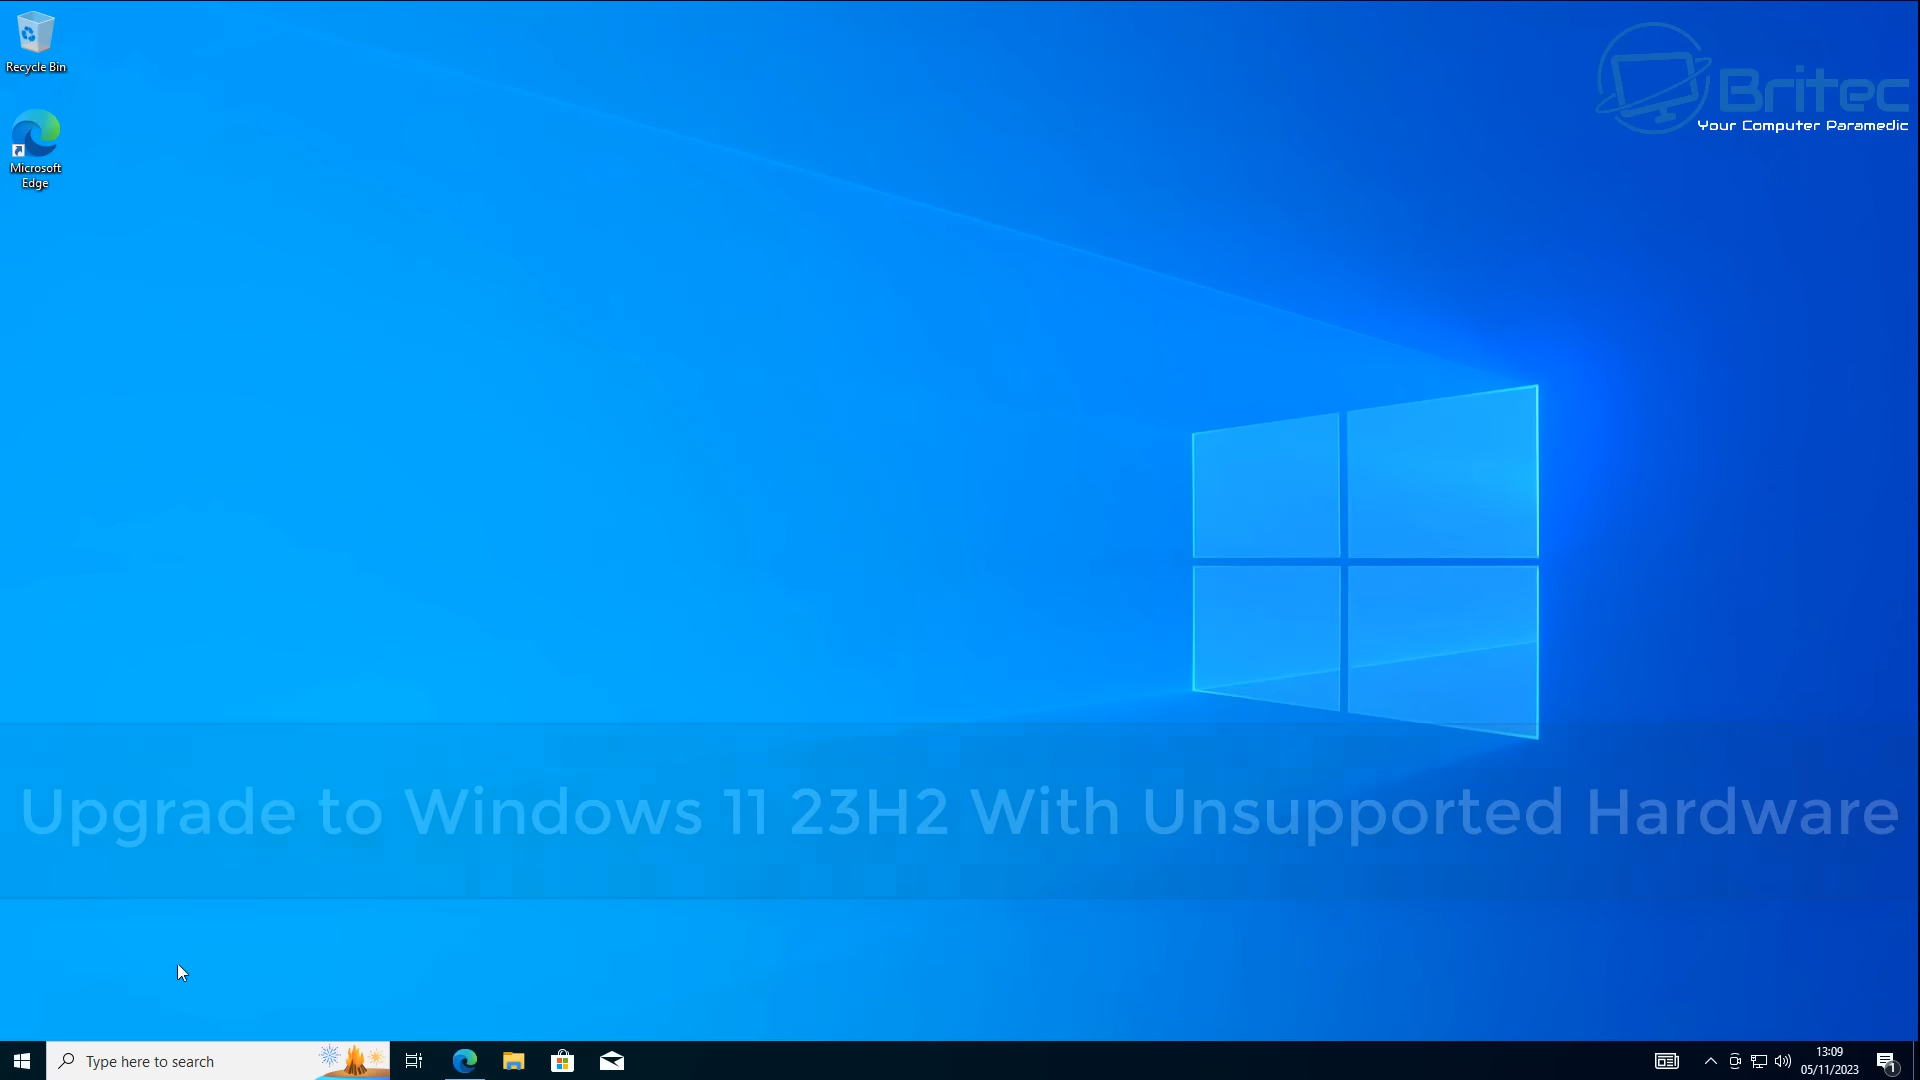 Recycle Bin
Britec
Your Computer Paramedic
Microsoft
Edge
Upgrade to Windows 11 23H2 With Unsupported Hardware
Type here to search
13:09
05/11/2023
1